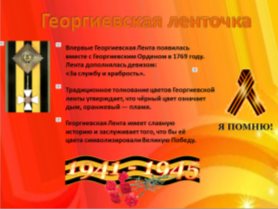 Георгиевская ленточка
Впервые Георгиевская Лента появилась
вместе с Георгиевским Орденом в 1769 году.
Лента дополнялась девизом:
«За службу и храбрость».
Традиционное толкование цветов Георгиевской
ленты утверждает, что чёрный цвет означает
дым, оранжевый — пламя.
Георгиевская Лента имеет славную
историю и заслуживает того, что бы её
цвета символизировали Великую Победу.
Я ПОМНЮ!
1941-1945